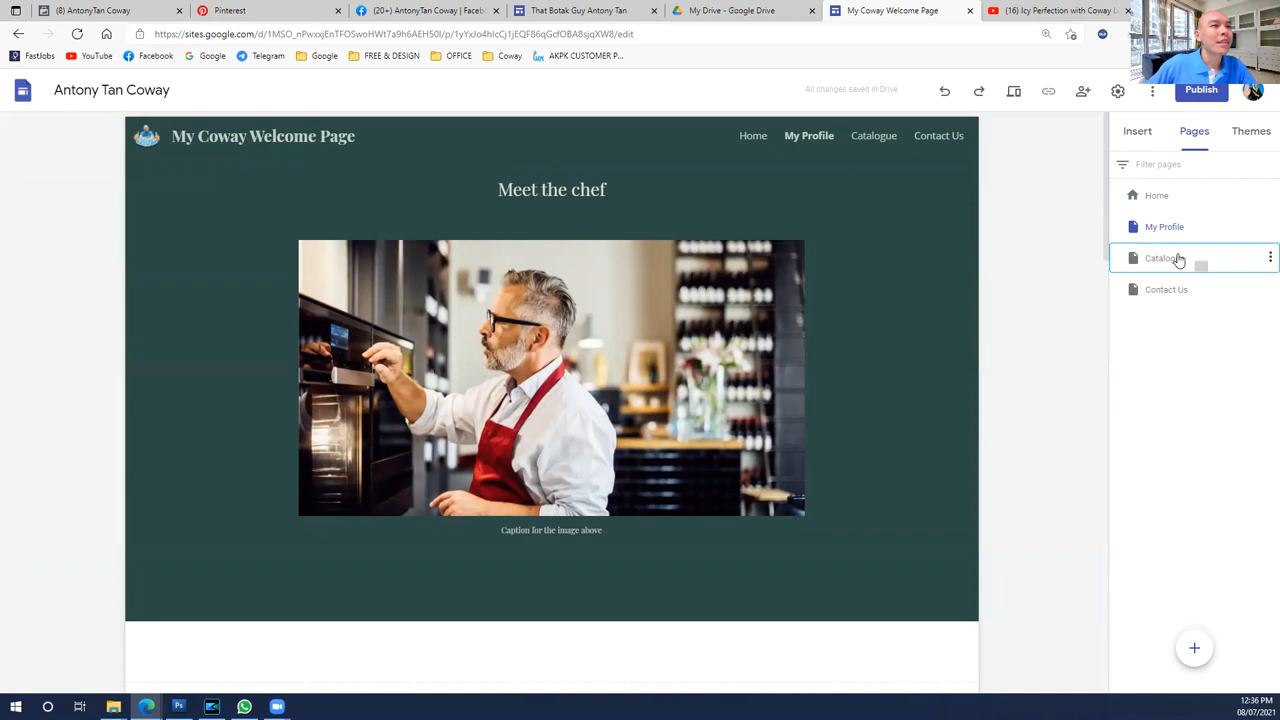 (8) AntonyTan Coway
Pinterest
(20+) AntonyTan Coway | Facebo
That Botak Guy Antony Tan
My Drive - Google Drive
My Coway Welcome Page
(16) Icy Perfection with Coway
https://sites.google.com/d/1MSO_nPwxxjEnTFOSwoHWt7a9h6AEH50I/p/1yYxJo4hIcCj1jEQF86qGcfOBA8sjqXW8/edit
FastJobs
YouTube
Facebook
Google
Telegram
Google
FREE & DESIGN
OFFICE
Coway
AKPK CUSTOMER P...
Antony Tan Coway
All changes saved in Drive
Publish
My Coway Welcome Page
Home
My Profile
Catalogue
Contact Us
Insert
Pages
Themes
Filter pages
Home
My Profile
Catalogue
Contact Us
Meet the chef
Caption for the image above
12:36 PM
08/07/2021